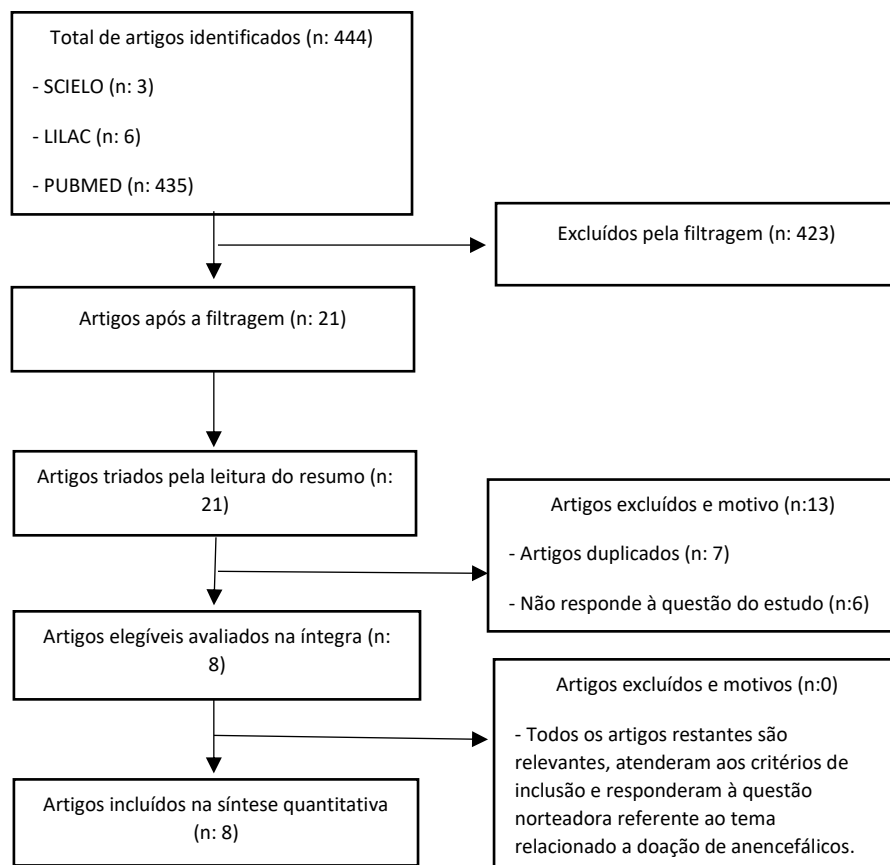 Total de artigos identificados (n: 444)
- SCIELO (n: 3)
- LILAC (n: 6)
- PUBMED (n: 435)
Excluídos pela filtragem (n: 423)
Artigos após a filtragem (n: 21)
Artigos triados pela leitura do resumo (n:
21)
Artigos excluídos e motivo (n:13)
- Artigos duplicados (n: 7)
- Não responde à questão do estudo (n:6)
Artigos elegíveis avaliados na íntegra (n:
8)
Artigos excluídos e motivos (n:0)
- Todos os artigos restantes são
relevantes, atenderam aos critérios de
inclusão e responderam à questão
norteadora referente ao tema
relacionado a doação de anencefálicos.
Artigos incluídos na síntese quantitativa
(n: 8)